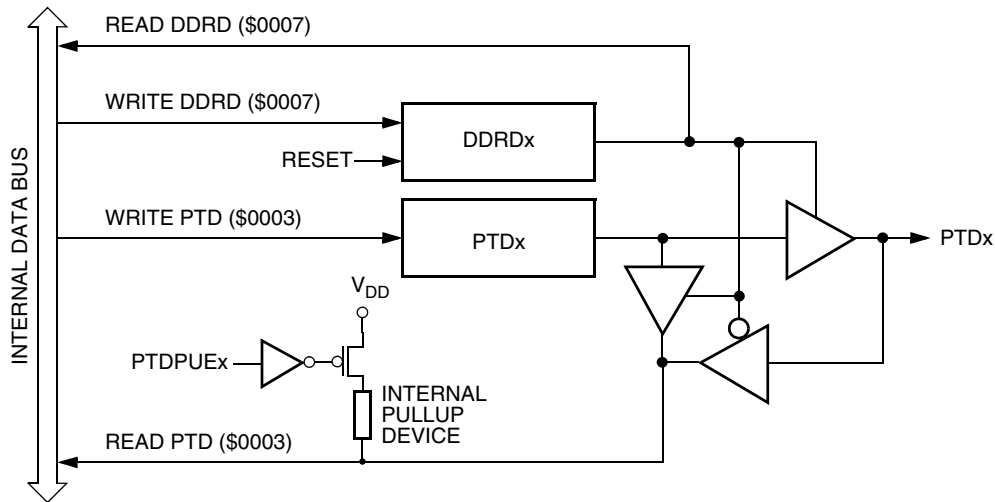 READ DDRD ($0007)
WRITE DDRD ($0007)
DDRDx
RESET
WRITE PTD ($0003)
PTDx
PTDx
VDD
PTDPUEx
INTERNAL
PULLUP
DEVICE
READ PTD ($0003)
INTERNAL DATA BUS